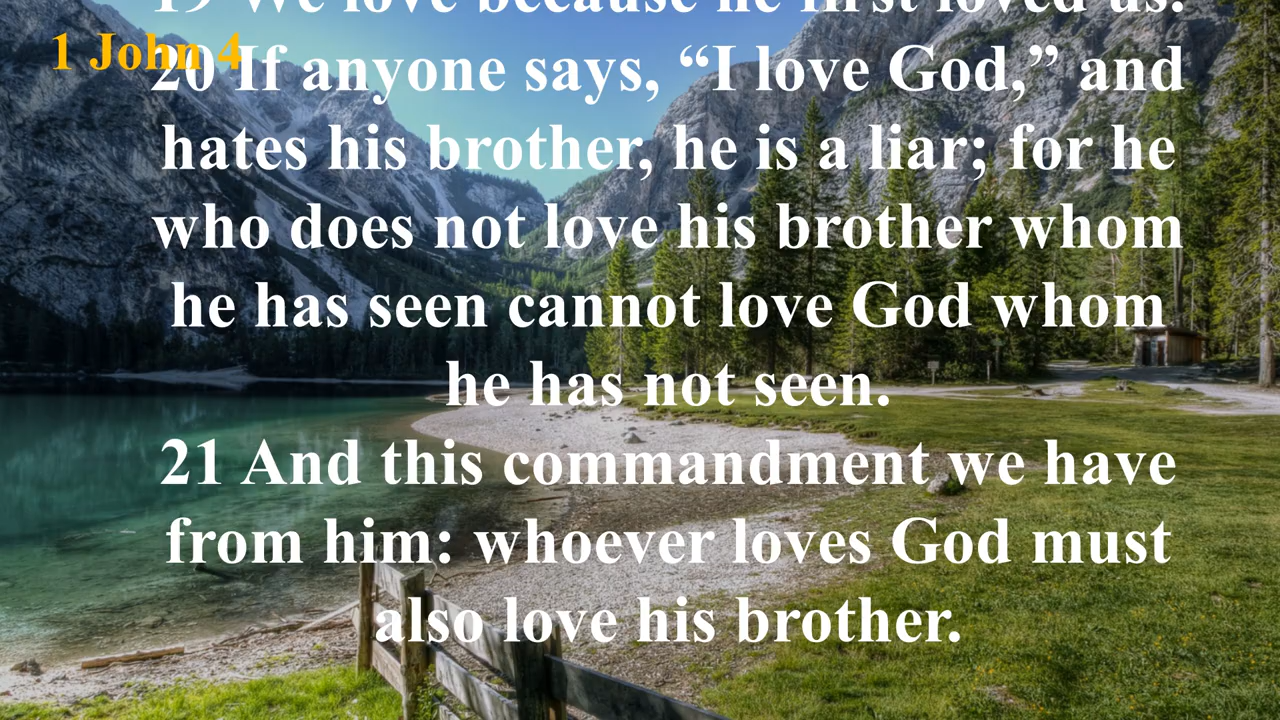 19 We love because he first loved us.
1 John 4
20 If anyone says, “I love God,” and
hates his brother, he is a liar; for he
who does not love his brother whom
he has seen cannot love God whom
he has not seen.
21 And this commandment we have
from him: whoever loves God must
also love his brother.